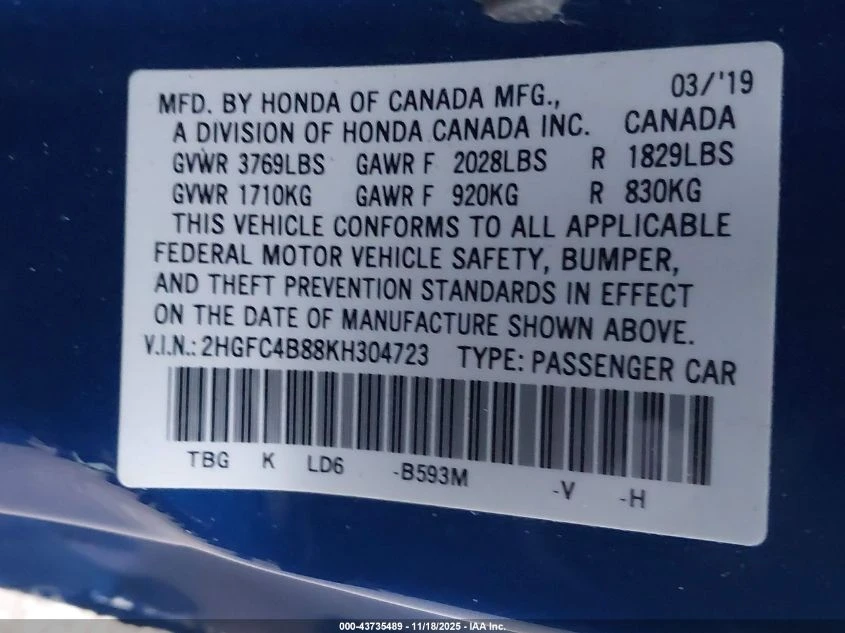 MFD. BY HONDA OF CANADA MFG., 03/'19
A DIVISION OF HONDA CANADA INC. CANADA
GVWR 3769LBS GAWR F 2028LBS R 1829LBS
GVWR 1710KG GAWR F 920KG R 830KG
THIS VEHICLE CONFORMS TO ALL APPLICABLE
FEDERAL MOTOR VEHICLE SAFETY, BUMPER,
AND THEFT PREVENTION STANDARDS IN EFFECT
ON THE DATE OF MANUFACTURE SHOWN ABOVE.
V.I.N.: 2HGFC4B88KH304723 TYPE: PASSENGER CAR
TBG K LD6 -B593M -V -H
000-43735489 - 11/18/2025 - IAA Inc.